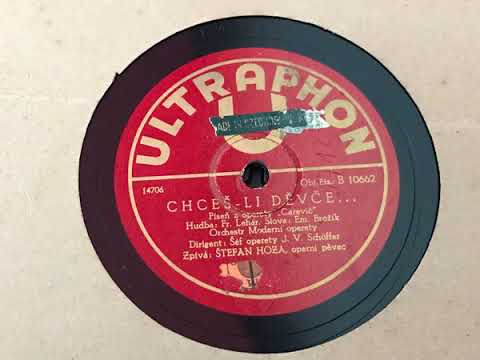 ULTRAPHON
U
14706
Obj. čís. B 10662
CHCEŠ-LI DĚVČE...
Píseň z operety „Carevič"
Hudba: Fr. Lehár. Slova: Em. Brožík
Orchestr Moderní operety
Dirigent: Šéf operety J. V. Schöffer
Zpívá: ŠTEFAN HOZA, operní pěvec